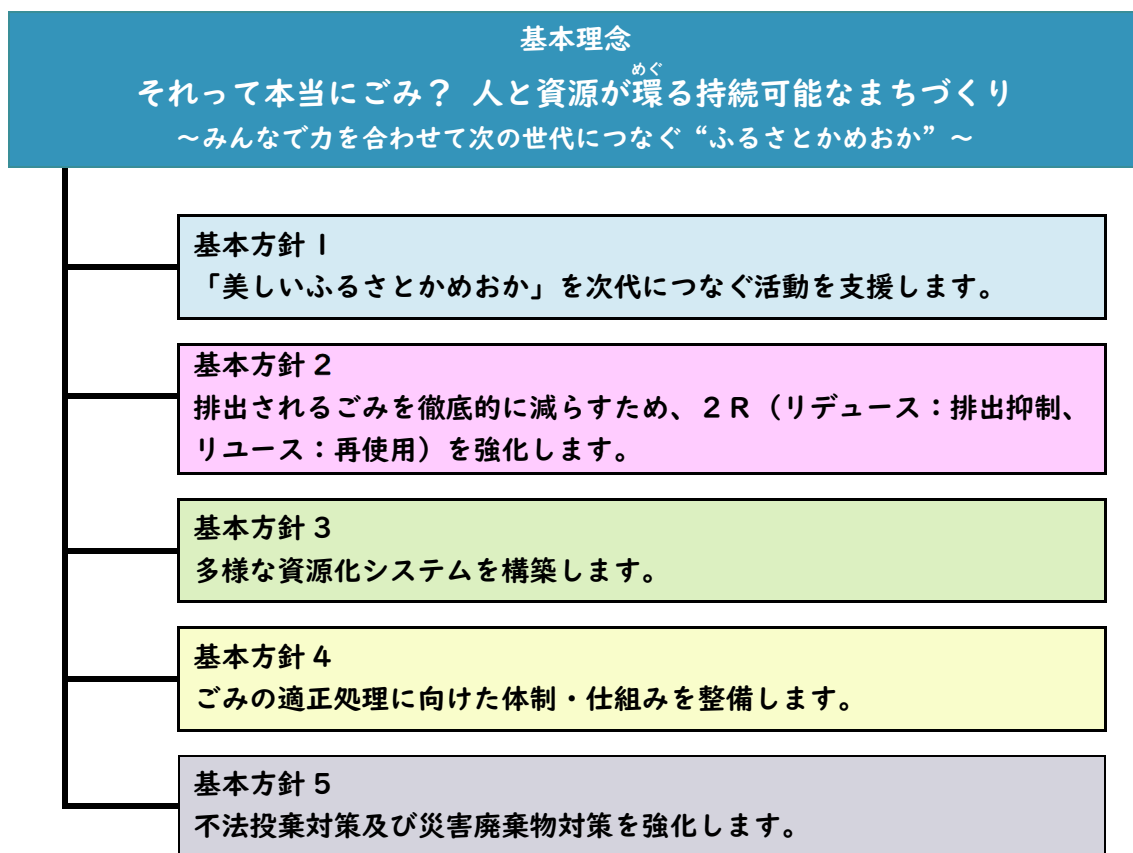 基本理念
めぐ
それって本当にごみ？ 人と資源が環る持続可能なまちづくり
～みんなで力を合わせて次の世代につなぐ“ふるさとかめおか”～
基本方針１
「美しいふるさとかめおか」を次代につなぐ活動を支援します。
基本方針２
排出されるごみを徹底的に減らすため、２Ｒ（リデュース：排出抑制、
リユース：再使用）を強化します。
基本方針３
多様な資源化システムを構築します。
基本方針４
ごみの適正処理に向けた体制・仕組みを整備します。
基本方針５
不法投棄対策及び災害廃棄物対策を強化します。